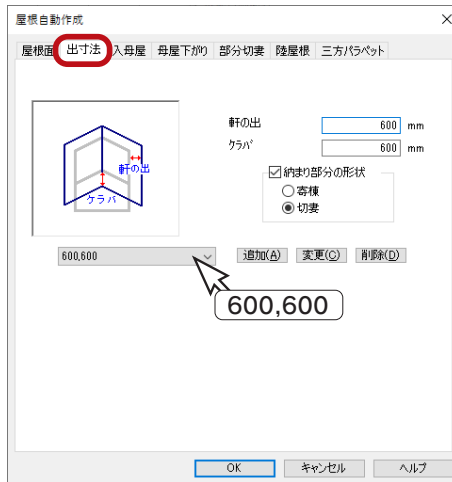 屋根自動作成
屋根面 出寸法 入母屋 母屋下がり 部分切妻 陸屋根 三方パラペット
軒の出 600 mm
ケラバ 600 mm
軒の出
ケラバ
納まり部分の形状
寄棟
切妻
600,600 追加(A) 変更(C) 削除(D)
600,600
OK キャンセル ヘルプ